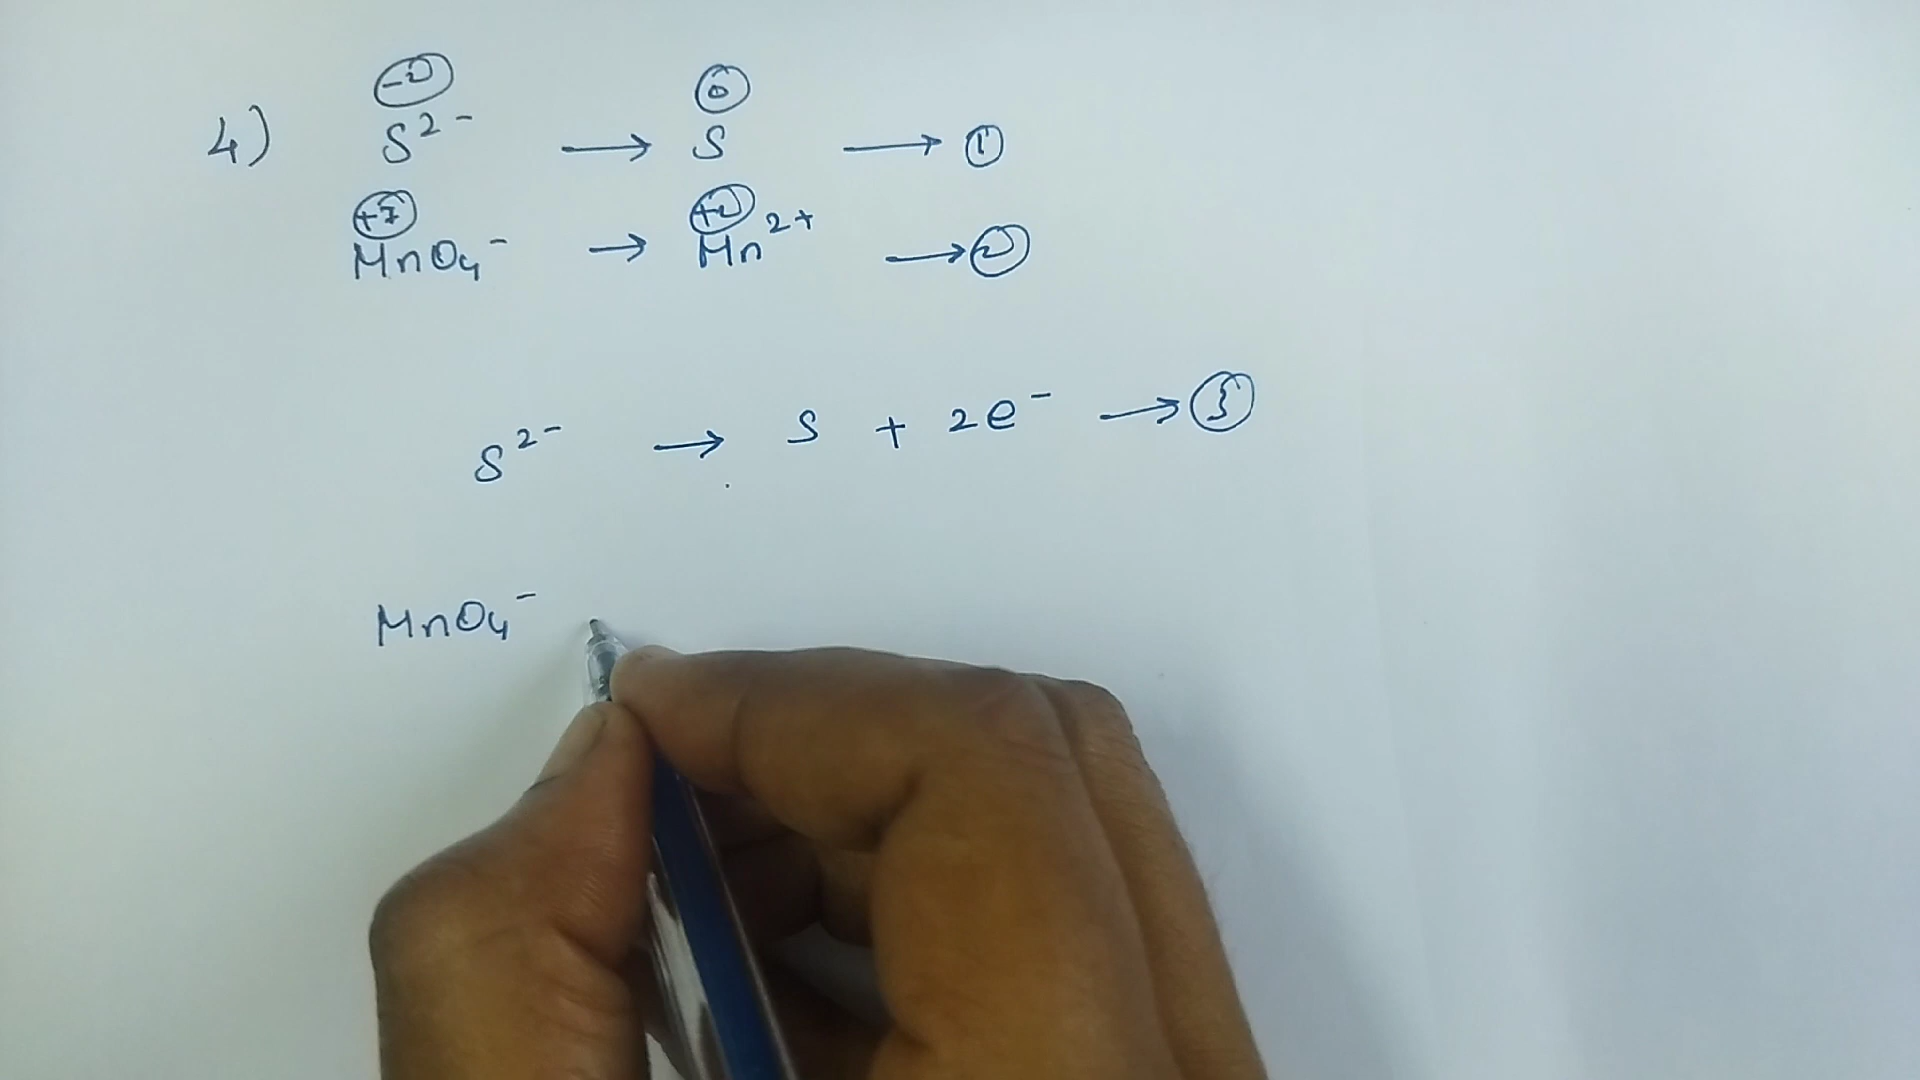 -2 0
4) S²⁻ → S → ①
+7 +2
MnO₄⁻ → Mn²⁺ → ②
S²⁻ → S + 2e⁻ → ③
MnO₄⁻